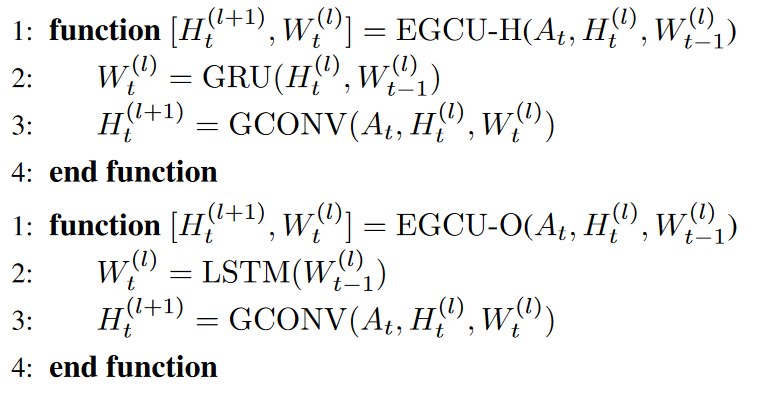 1: function [H_t^{(l+1)}, W_t^{(l)}] = EGCU-H(A_t, H_t^{(l)}, W_{t-1}^{(l)})
2: W_t^{(l)} = GRU(H_t^{(l)}, W_{t-1}^{(l)})
3: H_t^{(l+1)} = GCONV(A_t, H_t^{(l)}, W_t^{(l)})
4: end function
1: function [H_t^{(l+1)}, W_t^{(l)}] = EGCU-O(A_t, H_t^{(l)}, W_{t-1}^{(l)})
2: W_t^{(l)} = LSTM(W_{t-1}^{(l)})
3: H_t^{(l+1)} = GCONV(A_t, H_t^{(l)}, W_t^{(l)})
4: end function